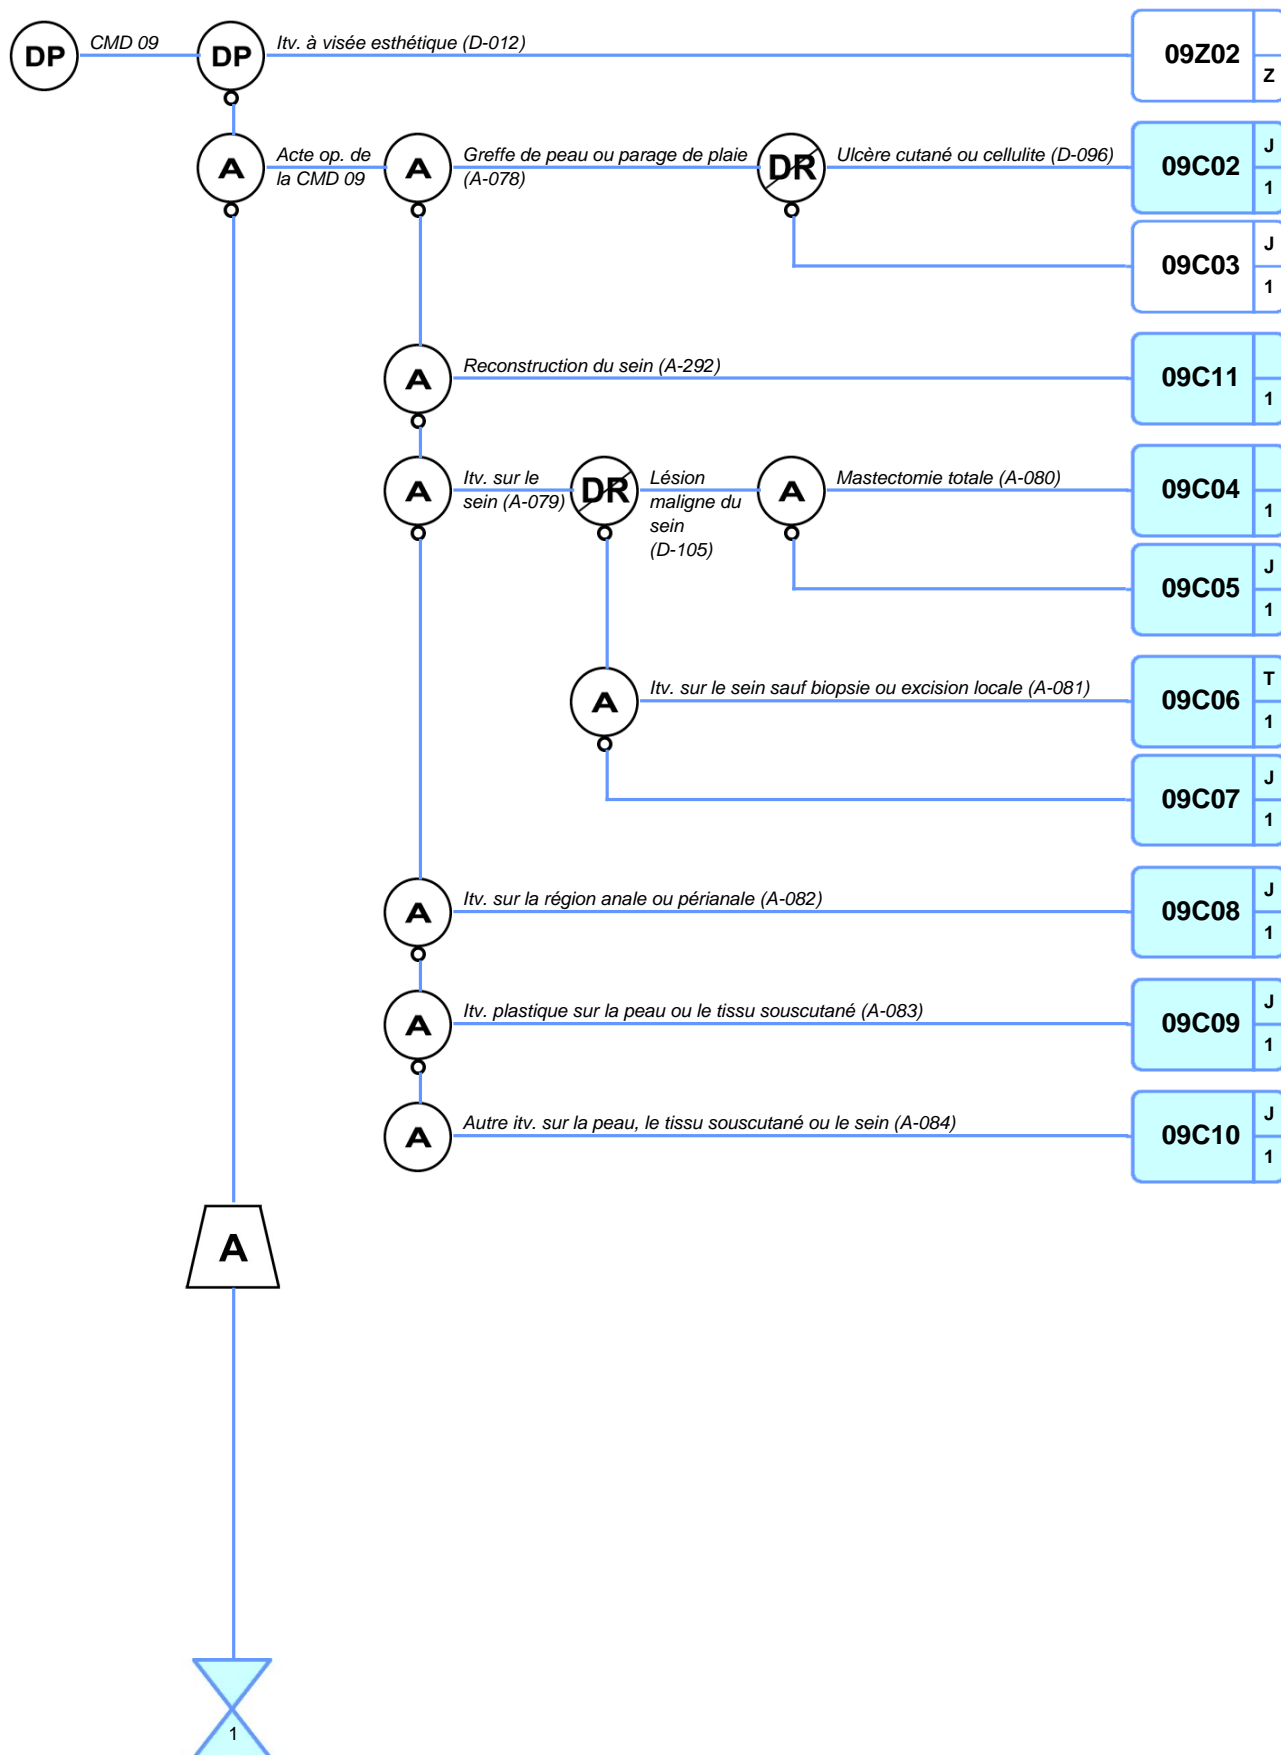 DP
CMD 09
DP
Itv. à visée esthétique (D-012)
09Z02
Z
A
Acte op. de
la CMD 09
A
Greffe de peau ou parage de plaie
(A-078)
DR
Ulcère cutané ou cellulite (D-096)
09C02
J
1
09C03
J
1
A
Reconstruction du sein (A-292)
09C11
1
A
Itv. sur le
sein (A-079)
DR
Lésion
maligne du
sein
(D-105)
A
Mastectomie totale (A-080)
09C04
1
09C05
J
1
A
Itv. sur le sein sauf biopsie ou excision locale (A-081)
09C06
T
1
09C07
J
1
A
Itv. sur la région anale ou périanale (A-082)
09C08
J
1
A
Itv. plastique sur la peau ou le tissu souscutané (A-083)
09C09
J
1
A
Autre itv. sur la peau, le tissu souscutané ou le sein (A-084)
09C10
J
1
A
1